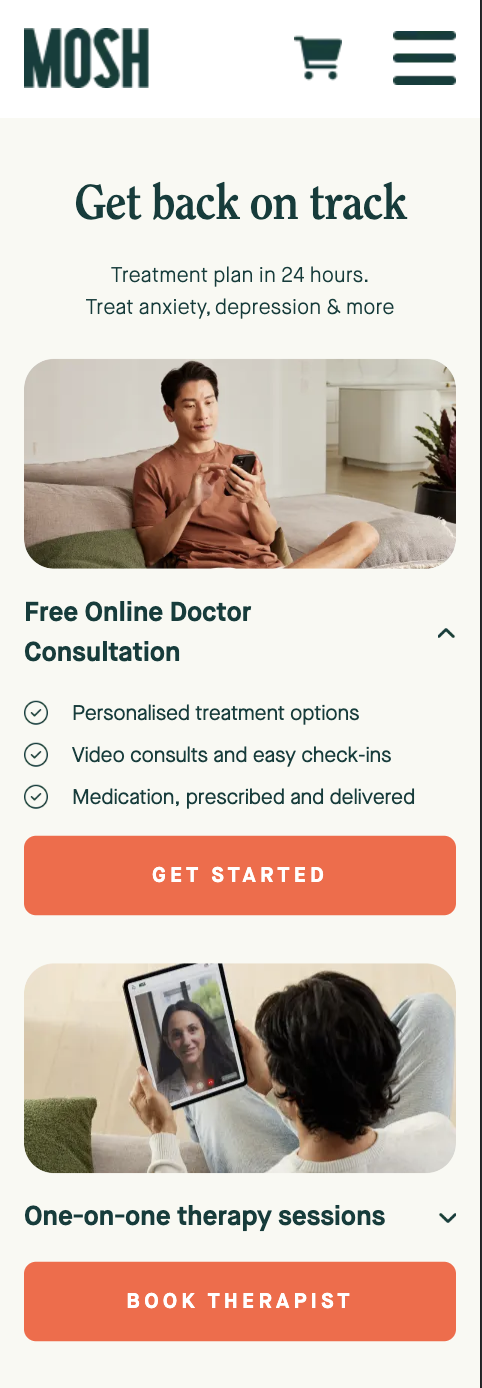 MOSH
Get back on track
Treatment plan in 24 hours.
Treat anxiety, depression & more
Free Online Doctor
Consultation
Personalised treatment options
Video consults and easy check-ins
Medication, prescribed and delivered
GET STARTED
One-on-one therapy sessions
BOOK THERAPIST